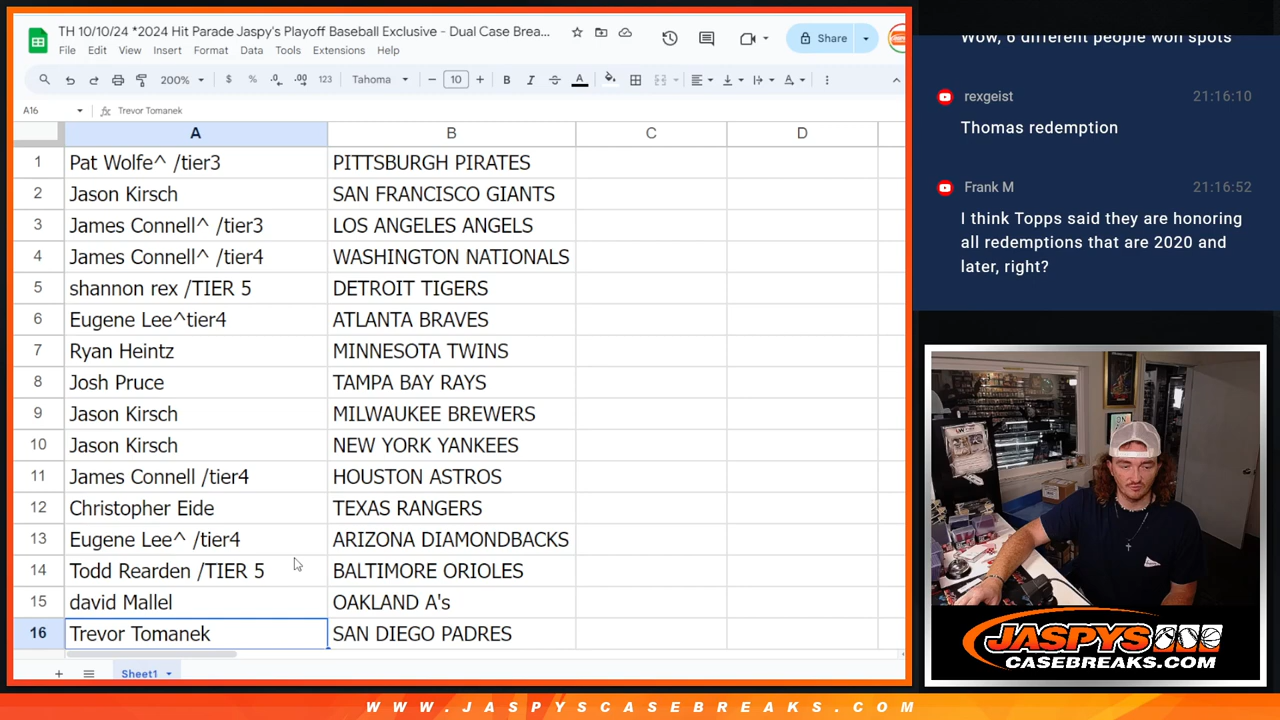 TH 10/10/24 *2024 Hit Parade Jaspy's Playoff Baseball Exclusive - Dual Case Brea...
File Edit View Insert Format Data Tools Extensions Help
Share
200% $ % .0 .00 123 Tahoma − 10 + B I A
A16 fx Trevor Tomanek
A B C D
1 Pat Wolfe^ /tier3 PITTSBURGH PIRATES
2 Jason Kirsch SAN FRANCISCO GIANTS
3 James Connell^ /tier3 LOS ANGELES ANGELS
4 James Connell^ /tier4 WASHINGTON NATIONALS
5 shannon rex /TIER 5 DETROIT TIGERS
6 Eugene Lee^tier4 ATLANTA BRAVES
7 Ryan Heintz MINNESOTA TWINS
8 Josh Pruce TAMPA BAY RAYS
9 Jason Kirsch MILWAUKEE BREWERS
10 Jason Kirsch NEW YORK YANKEES
11 James Connell /tier4 HOUSTON ASTROS
12 Christopher Eide TEXAS RANGERS
13 Eugene Lee^ /tier4 ARIZONA DIAMONDBACKS
14 Todd Rearden /TIER 5 BALTIMORE ORIOLES
15 david Mallel OAKLAND A's
16 Trevor Tomanek SAN DIEGO PADRES
Sheet1
Wow, 6 different people won spots
rexgeist 21:16:10
Thomas redemption
Frank M 21:16:52
I think Topps said they are honoring
all redemptions that are 2020 and
later, right?
JASPYS
CASEBREAKS.COM
WWW.JASPYSCASEBREAKS.COM